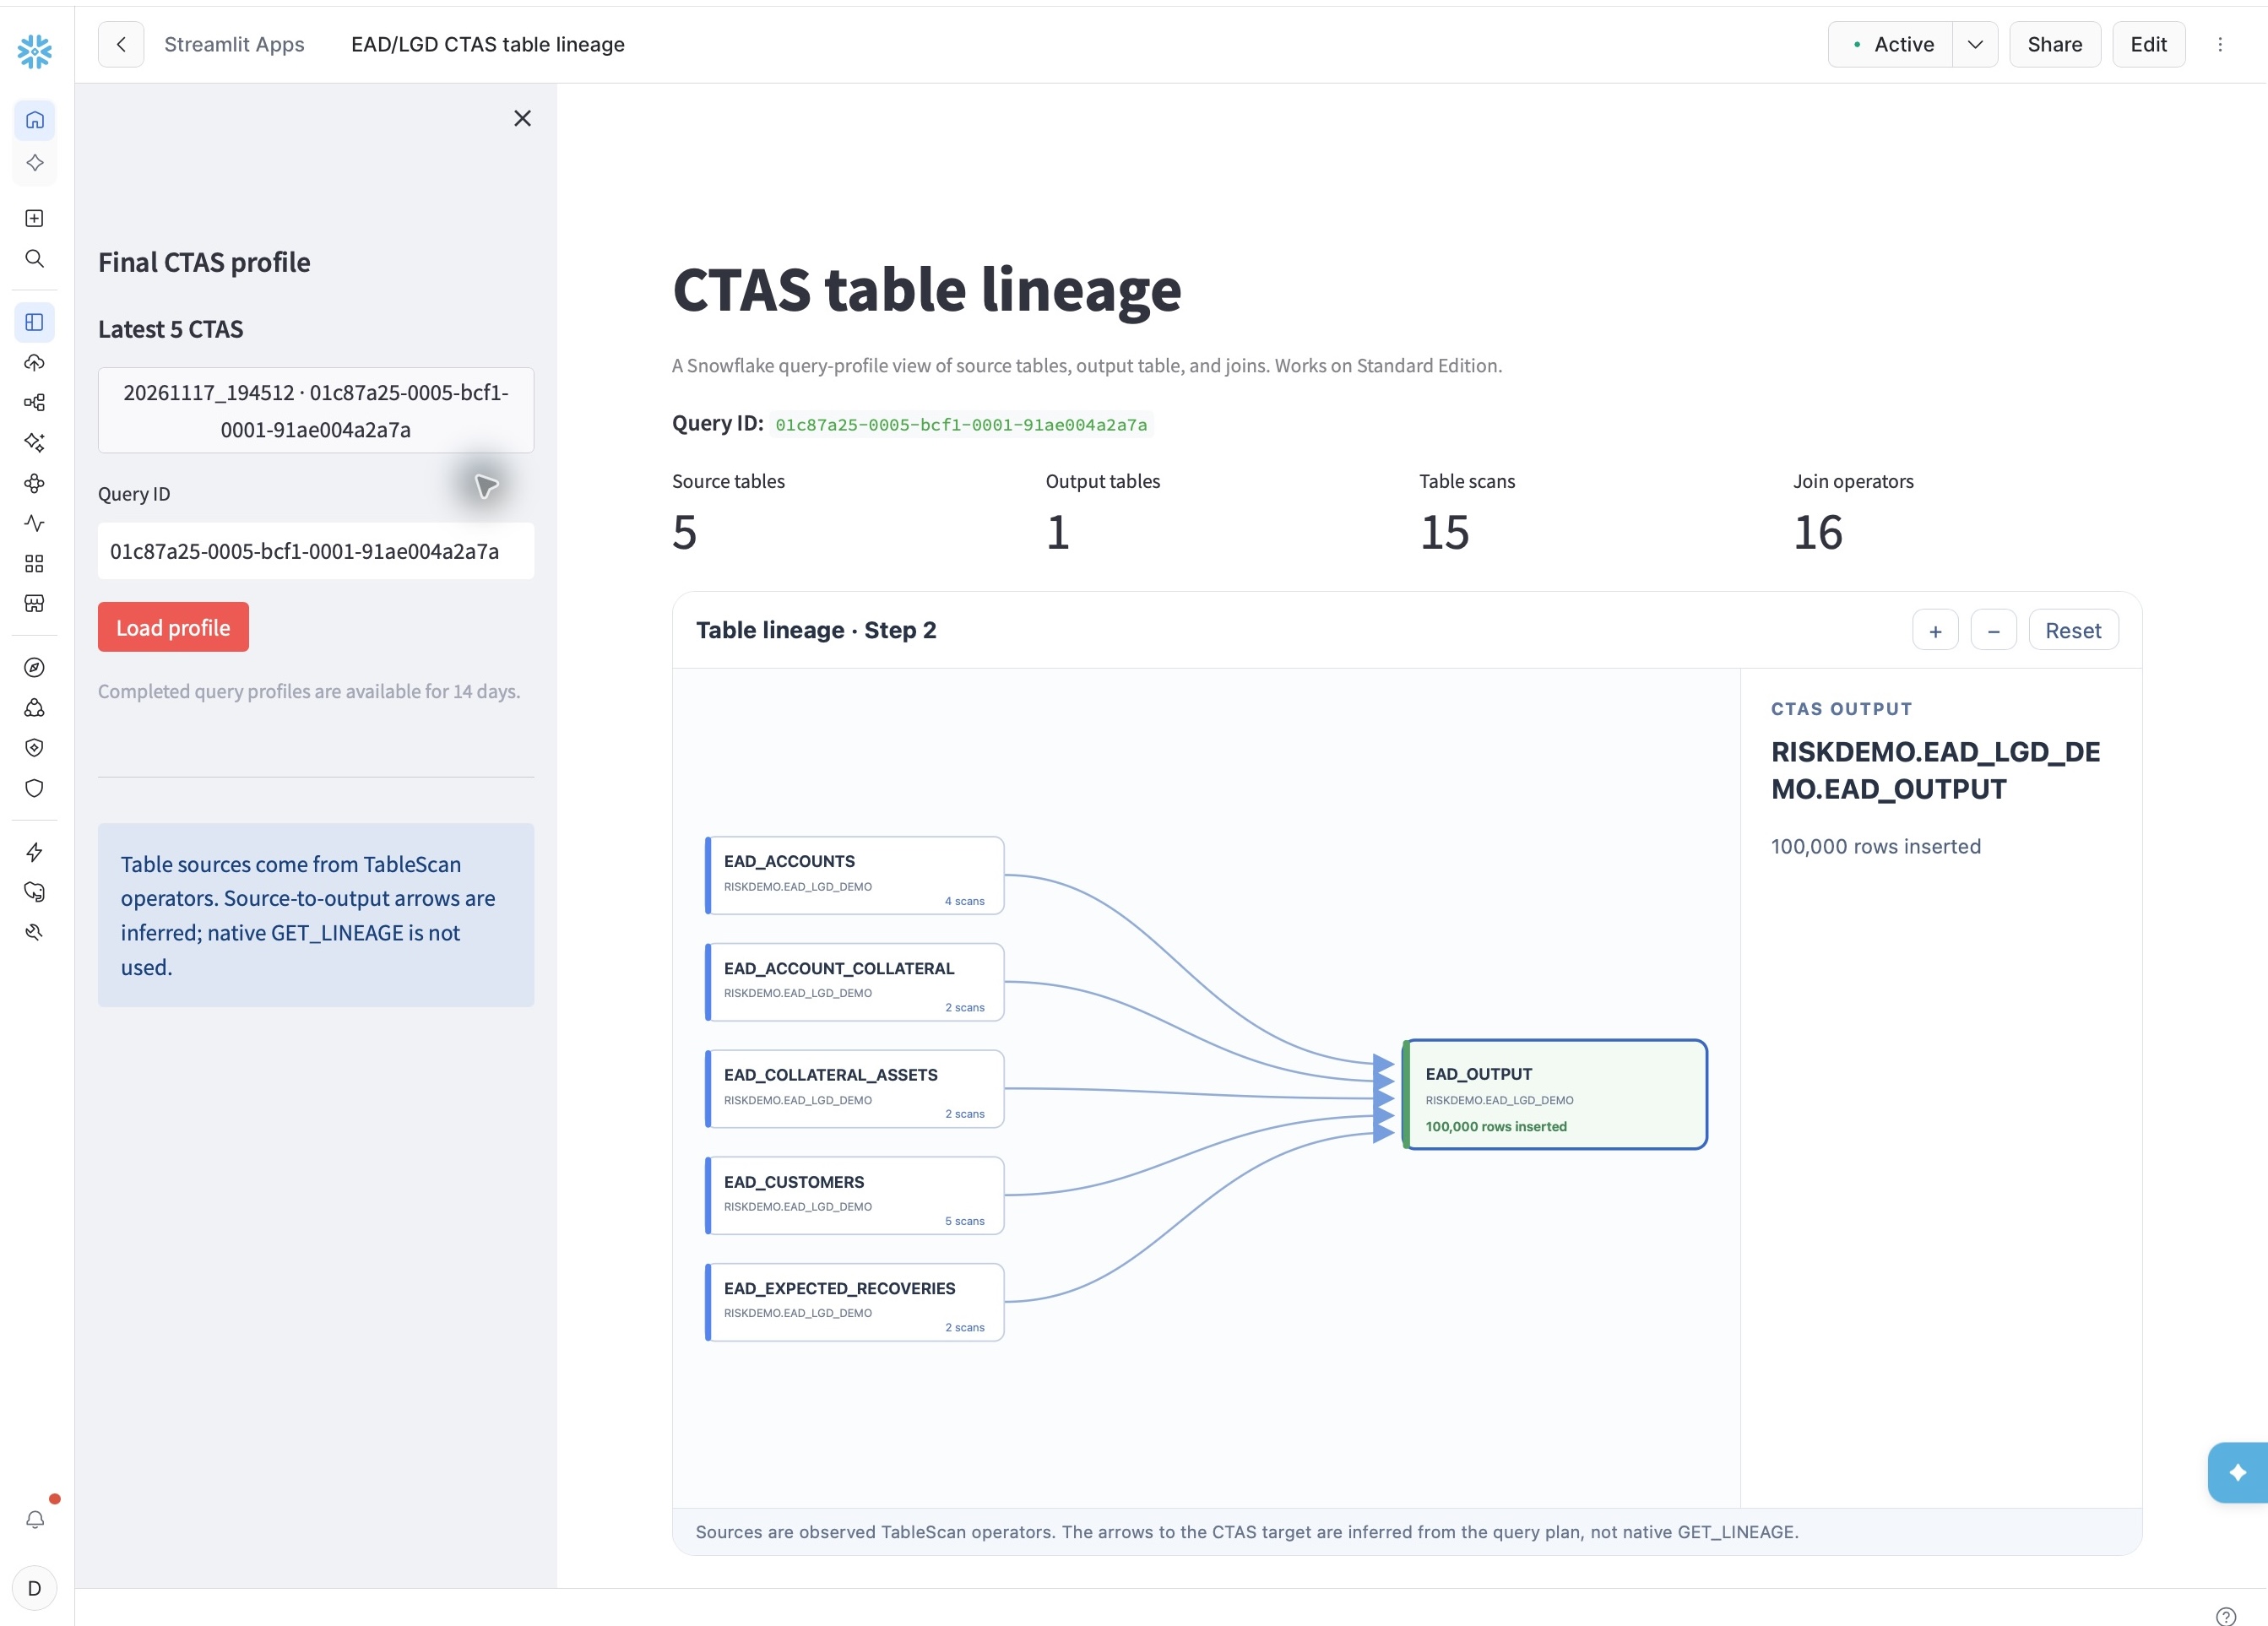 Streamlit Apps
EAD/LGD CTAS table lineage
Active
Share
Edit
Final CTAS profile
Latest 5 CTAS
20261117_194512 · 01c87a25-0005-bcf1-
0001-91ae004a2a7a
Query ID
01c87a25-0005-bcf1-0001-91ae004a2a7a
Load profile
Completed query profiles are available for 14 days.
Table sources come from TableScan
operators. Source-to-output arrows are
inferred; native GET_LINEAGE is not
used.
D
CTAS table lineage
A Snowflake query-profile view of source tables, output table, and joins. Works on Standard Edition.
Query ID: 01c87a25-0005-bcf1-0001-91ae004a2a7a
Source tables
5
Output tables
1
Table scans
15
Join operators
16
Table lineage · Step 2
+
−
Reset
EAD_ACCOUNTS
RISKDEMO.EAD_LGD_DEMO
4 scans
EAD_ACCOUNT_COLLATERAL
RISKDEMO.EAD_LGD_DEMO
2 scans
EAD_COLLATERAL_ASSETS
RISKDEMO.EAD_LGD_DEMO
2 scans
EAD_CUSTOMERS
RISKDEMO.EAD_LGD_DEMO
5 scans
EAD_EXPECTED_RECOVERIES
RISKDEMO.EAD_LGD_DEMO
2 scans
EAD_OUTPUT
RISKDEMO.EAD_LGD_DEMO
100,000 rows inserted
CTAS OUTPUT
RISKDEMO.EAD_LGD_DE
MO.EAD_OUTPUT
100,000 rows inserted
Sources are observed TableScan operators. The arrows to the CTAS target are inferred from the query plan, not native GET_LINEAGE.